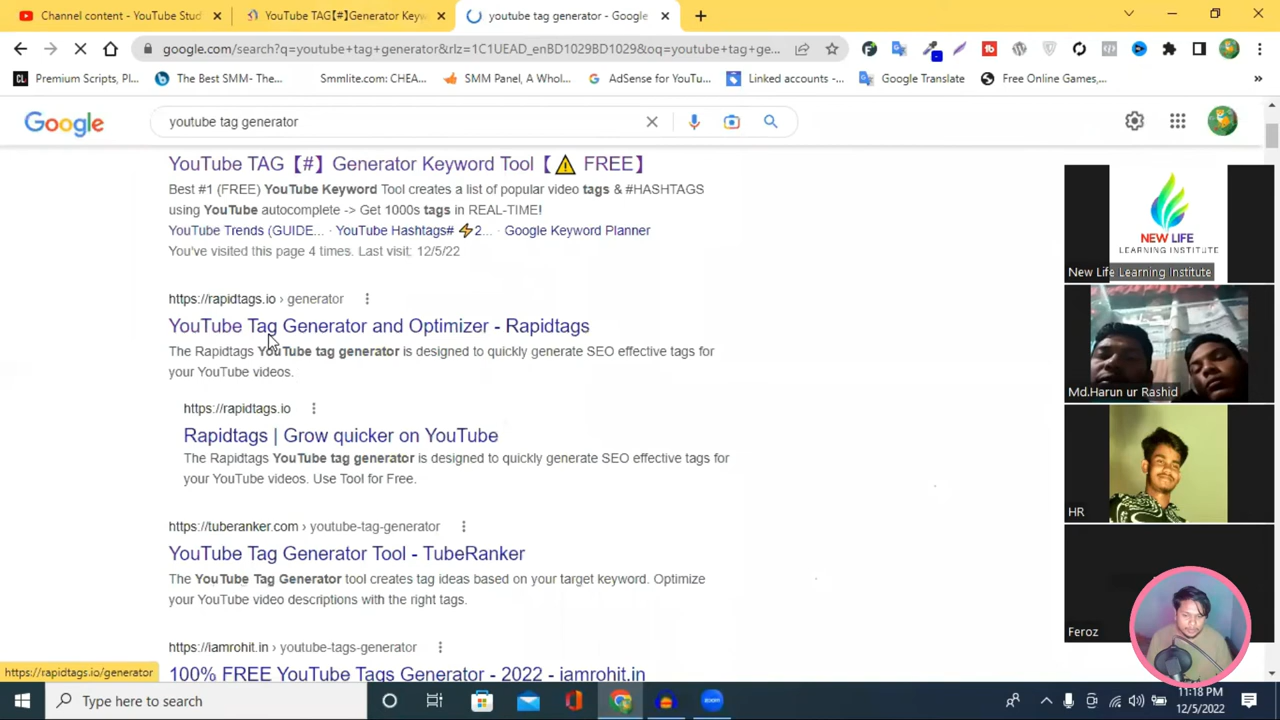 Channel content - YouTube Stud
YouTube TAG【#】Generator Keyw
youtube tag generator - Google
google.com/search?q=youtube+tag+generator&rlz=1C1UEAD_enBD1029BD1029&oq=youtube+tag+ge...
Premium Scripts, Pl...
The Best SMM- The...
Smmlite.com: CHEA...
SMM Panel, A Whol...
AdSense for YouTu...
Linked accounts -...
Google Translate
Free Online Games,...
»
Google
youtube tag generator
YouTube TAG【#】Generator Keyword Tool【⚠ FREE】
Best #1 (FREE) YouTube Keyword Tool creates a list of popular video tags & #HASHTAGS
using YouTube autocomplete -> Get 1000s tags in REAL-TIME!
YouTube Trends (GUIDE... · YouTube Hashtags# ⚡2... · Google Keyword Planner
You've visited this page 4 times. Last visit: 12/5/22
https://rapidtags.io › generator
YouTube Tag Generator and Optimizer - Rapidtags
The Rapidtags YouTube tag generator is designed to quickly generate SEO effective tags for
your YouTube videos.
https://rapidtags.io
Rapidtags | Grow quicker on YouTube
The Rapidtags YouTube tag generator is designed to quickly generate SEO effective tags for
your YouTube videos. Use Tool for Free.
https://tuberanker.com › youtube-tag-generator
YouTube Tag Generator Tool - TubeRanker
The YouTube Tag Generator tool creates tag ideas based on your target keyword. Optimize
your YouTube video descriptions with the right tags.
https://iamrohit.in › youtube-tags-generator
100% FREE YouTube Tags Generator - 2022 - iamrohit.in
https://rapidtags.io/generator
NEW LIFE
LEARNING INSTITUTE
New Life Learning Institute
Md.Harun ur Rashid
HR
Feroz
Type here to search
zoom
11:18 PM
12/5/2022